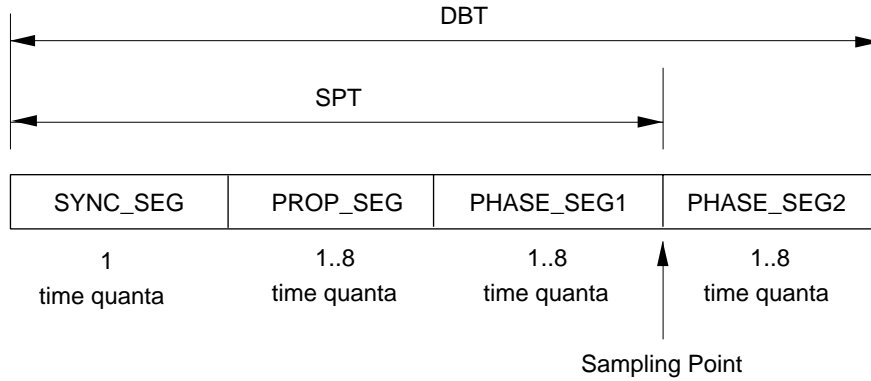 DBT
SPT
SYNC_SEG PROP_SEG PHASE_SEG1 PHASE_SEG2
1 1..8 1..8 1..8
time quanta time quanta time quanta time quanta
Sampling Point